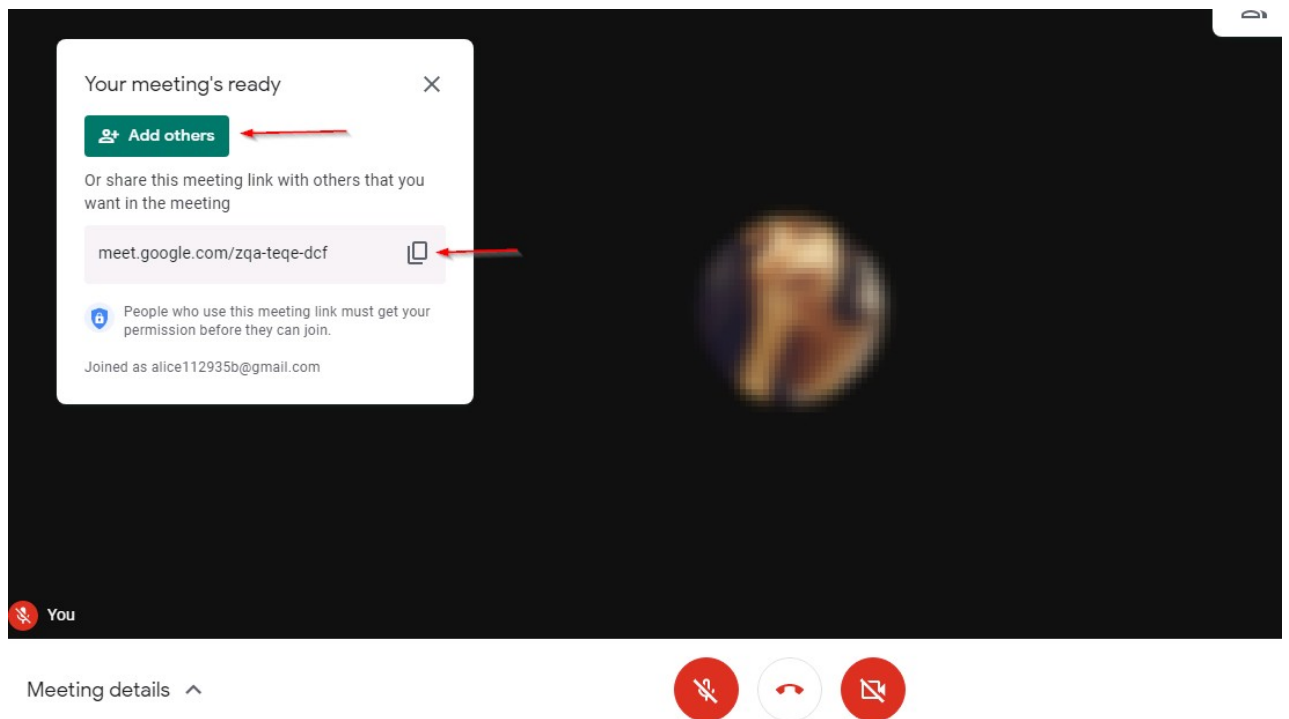 Your meeting's ready
Add others
Or share this meeting link with others that you
want in the meeting
meet.google.com/zqa-teqe-dcf
People who use this meeting link must get your
permission before they can join.
Joined as alice112935b@gmail.com
You
Meeting details